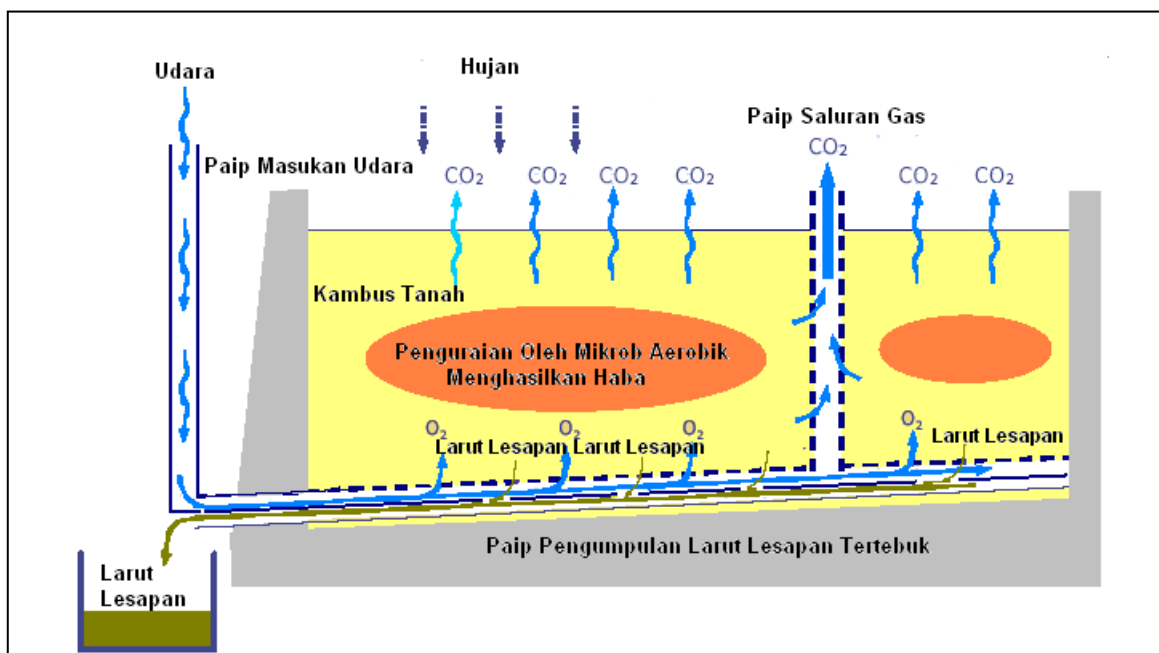 Udara
Hujan
Paip Saluran Gas
CO₂
Paip Masukan Udara
CO₂ CO₂ CO₂ CO₂ CO₂ CO₂
Kambus Tanah
Penguraian Oleh Mikrob Aerobik
Menghasilkan Haba
O₂ O₂ O₂ O₂
Larut Lesapan Larut Lesapan Larut Lesapan
Paip Pengumpulan Larut Lesapan Tertebuk
Larut
Lesapan